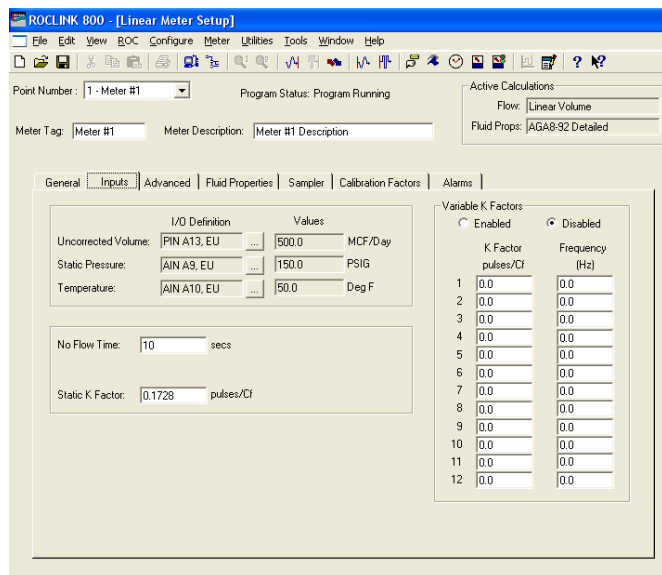 ROCLINK 800 - [Linear Meter Setup]
File Edit View ROC Configure Meter Utilities Tools Window Help
Point Number : 1 - Meter #1 Program Status: Program Running
Active Calculations
Flow: Linear Volume
Fluid Props: AGA8-92 Detailed
Meter Tag: Meter #1 Meter Description: Meter #1 Description
General Inputs Advanced Fluid Properties Sampler Calibration Factors Alarms
I/O Definition Values
Uncorrected Volume: PIN A13, EU ... 500.0 MCF/Day
Static Pressure: AIN A9, EU ... 150.0 PSIG
Temperature: AIN A10, EU ... 50.0 Deg F
No Flow Time: 10 secs
Static K Factor: 0.1728 pulses/Cf
Variable K Factors
Enabled Disabled
K Factor Frequency
pulses/Cf (Hz)
1 0.0 0.0
2 0.0 0.0
3 0.0 0.0
4 0.0 0.0
5 0.0 0.0
6 0.0 0.0
7 0.0 0.0
8 0.0 0.0
9 0.0 0.0
10 0.0 0.0
11 0.0 0.0
12 0.0 0.0